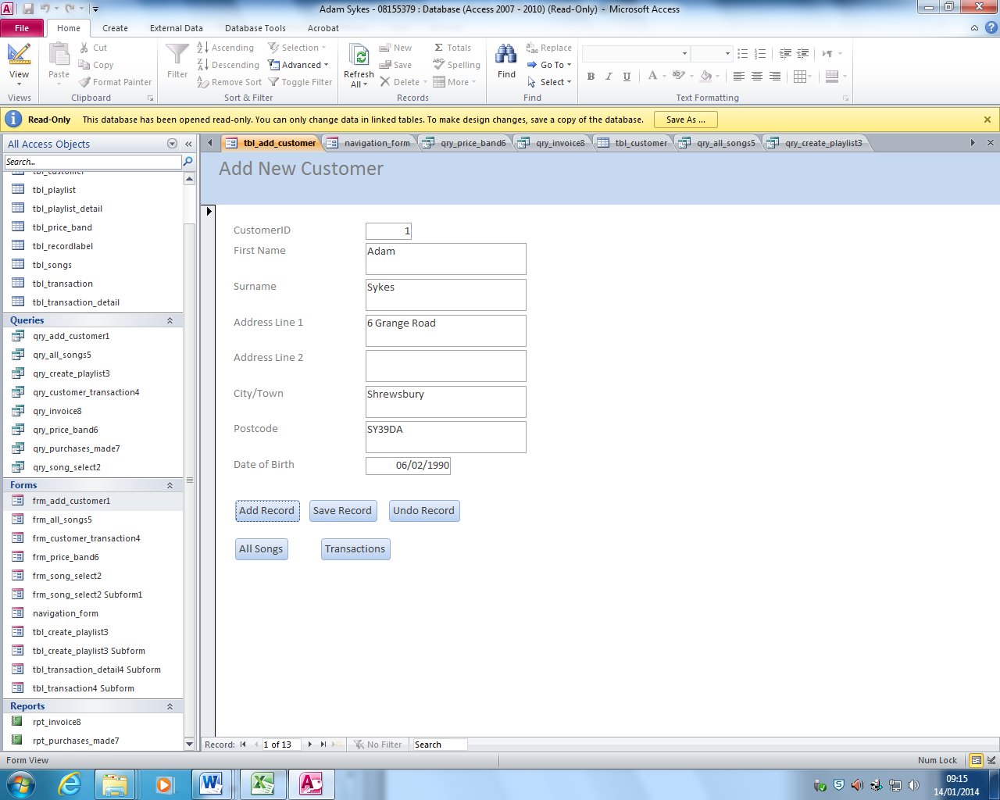 Adam Sykes - 08155379 : Database (Access 2007 - 2010) (Read-Only) - Microsoft Access
File Home Create External Data Database Tools Acrobat
View
Views
Paste
Cut
Copy
Format Painter
Clipboard
Filter
Ascending
Descending
Remove Sort
Selection
Advanced
Toggle Filter
Sort & Filter
Refresh
All
New
Save
Delete
Totals
Spelling
More
Records
Find
Replace
Go To
Select
Find
B I U A
Text Formatting
Read-Only This database has been opened read-only. You can only change data in linked tables. To make design changes, save a copy of the database. Save As ...
All Access Objects
Search...
tbl_customer
tbl_playlist
tbl_playlist_detail
tbl_price_band
tbl_recordlabel
tbl_songs
tbl_transaction
tbl_transaction_detail
Queries
qry_add_customer1
qry_all_songs5
qry_create_playlist3
qry_customer_transaction4
qry_invoice8
qry_price_band6
qry_purchases_made7
qry_song_select2
Forms
frm_add_customer1
frm_all_songs5
frm_customer_transaction4
frm_price_band6
frm_song_select2
frm_song_select2 Subform1
navigation_form
tbl_create_playlist3
tbl_create_playlist3 Subform
tbl_transaction_detail4 Subform
tbl_transaction4 Subform
Reports
rpt_invoice8
rpt_purchases_made7
tbl_add_customer navigation_form qry_price_band6 qry_invoice8 tbl_customer qry_all_songs5 qry_create_playlist3
Add New Customer
CustomerID 1
First Name Adam
Surname Sykes
Address Line 1 6 Grange Road
Address Line 2
City/Town Shrewsbury
Postcode SY39DA
Date of Birth 06/02/1990
Add Record Save Record Undo Record
All Songs Transactions
Record: 1 of 13 No Filter Search
Form View Num Lock
09:15
14/01/2014